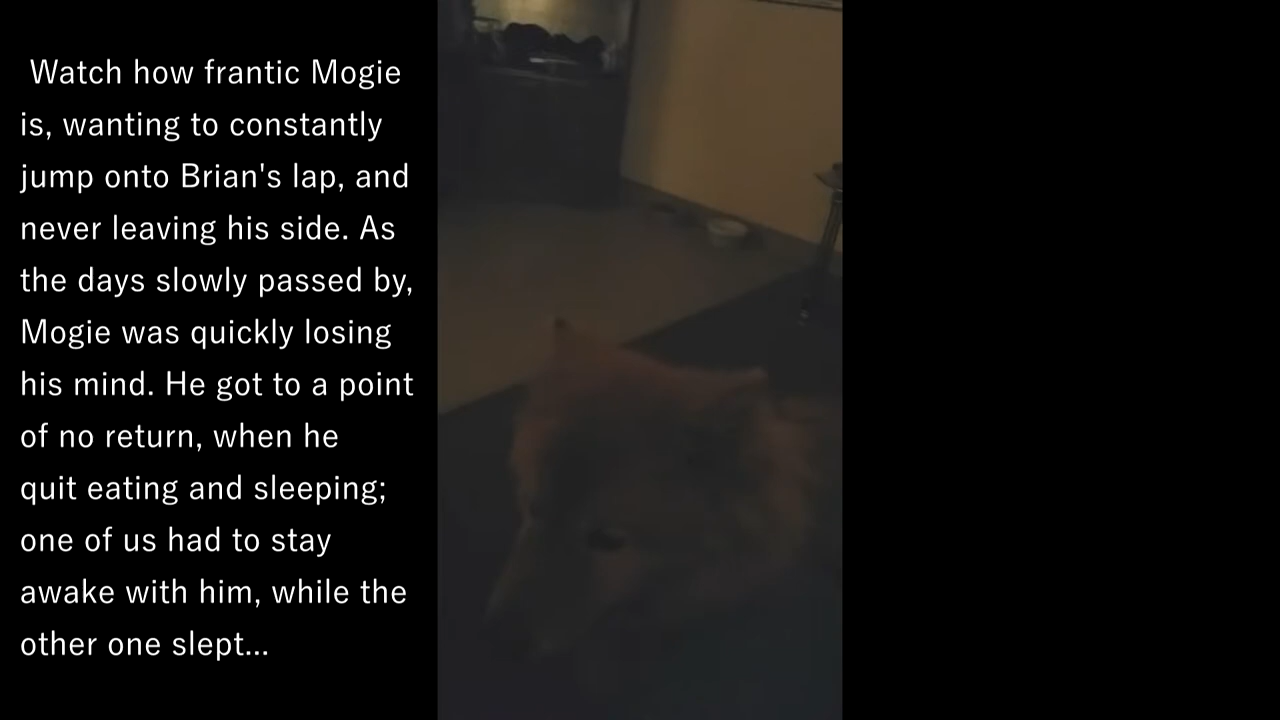 Watch how frantic Mogie
is, wanting to constantly
jump onto Brian's lap, and
never leaving his side. As
the days slowly passed by,
Mogie was quickly losing
his mind. He got to a point
of no return, when he
quit eating and sleeping;
one of us had to stay
awake with him, while the
other one slept...